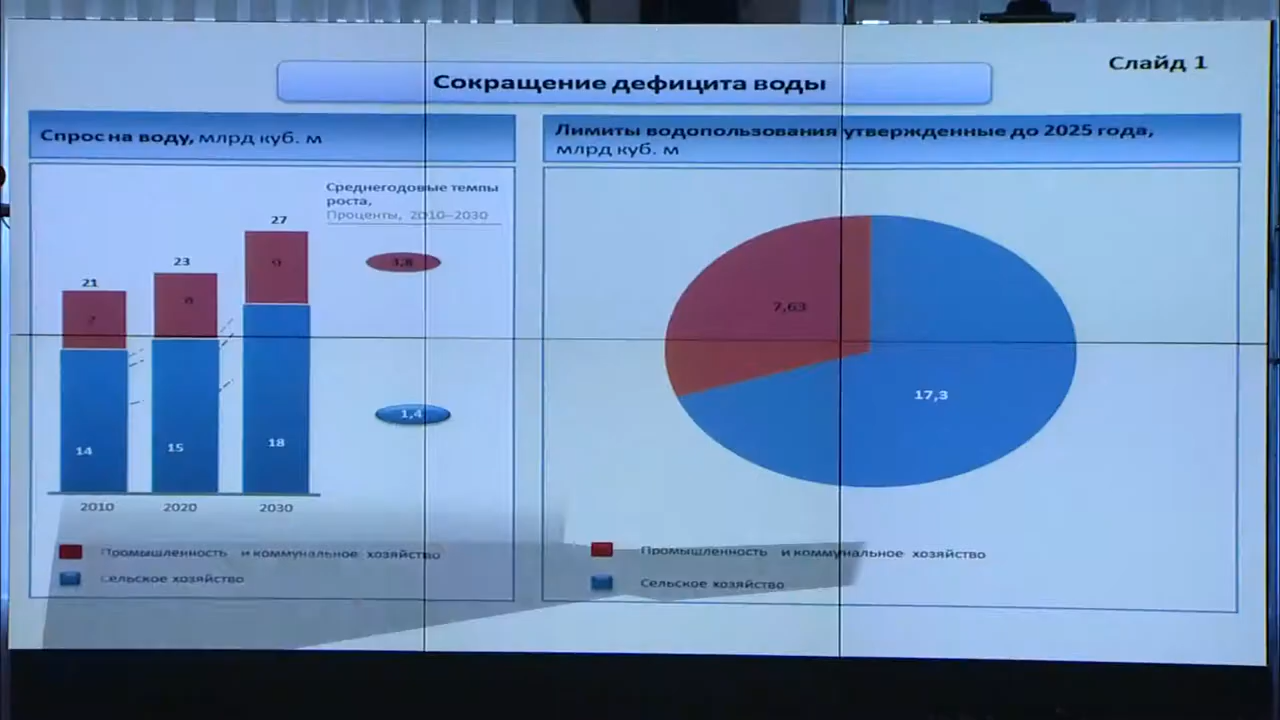 Слайд 1
Сокращение дефицита воды
Спрос на воду, млрд куб. м
Среднегодовые темпы
роста,
Проценты, 2010–2030
27
23
21
9
8
7
1,8
1,4
14
15
18
2010
2020
2030
Промышленность и коммунальное хозяйство
Сельское хозяйство
Лимиты водопользования утвержденные до 2025 года,
млрд куб. м
7,63
17,3
Промышленность и коммунальное хозяйство
Сельское хозяйство